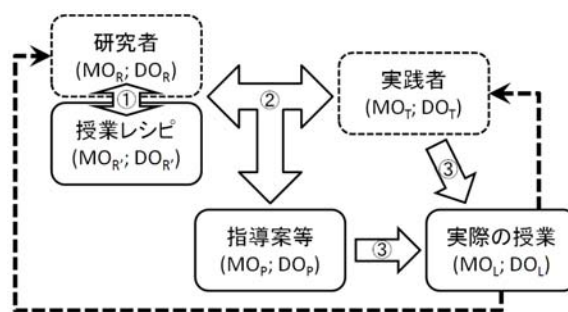 研究者
(MO_R; DO_R)
①
授業レシピ
(MO_R'; DO_R')
②
実践者
(MO_T; DO_T)
③
指導案等
(MO_P; DO_P)
③
実際の授業
(MO_L; DO_L)